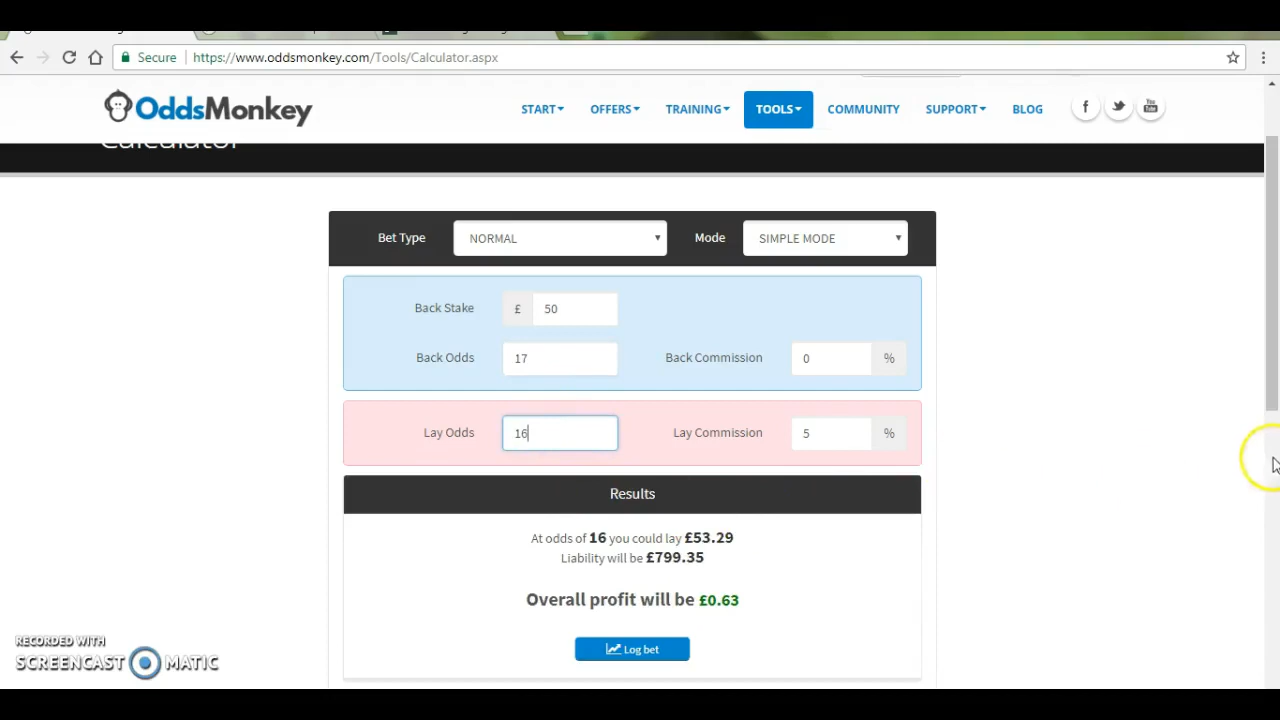 Secure https://www.oddsmonkey.com/Tools/Calculator.aspx
OddsMonkey START OFFERS TRAINING TOOLS COMMUNITY SUPPORT BLOG
Calculator
Bet Type NORMAL Mode SIMPLE MODE
Back Stake £ 50
Back Odds 17 Back Commission 0 %
Lay Odds 16 Lay Commission 5 %
Results
At odds of 16 you could lay £53.29
Liability will be £799.35
Overall profit will be £0.63
Log bet
RECORDED WITH
SCREENCAST MATIC